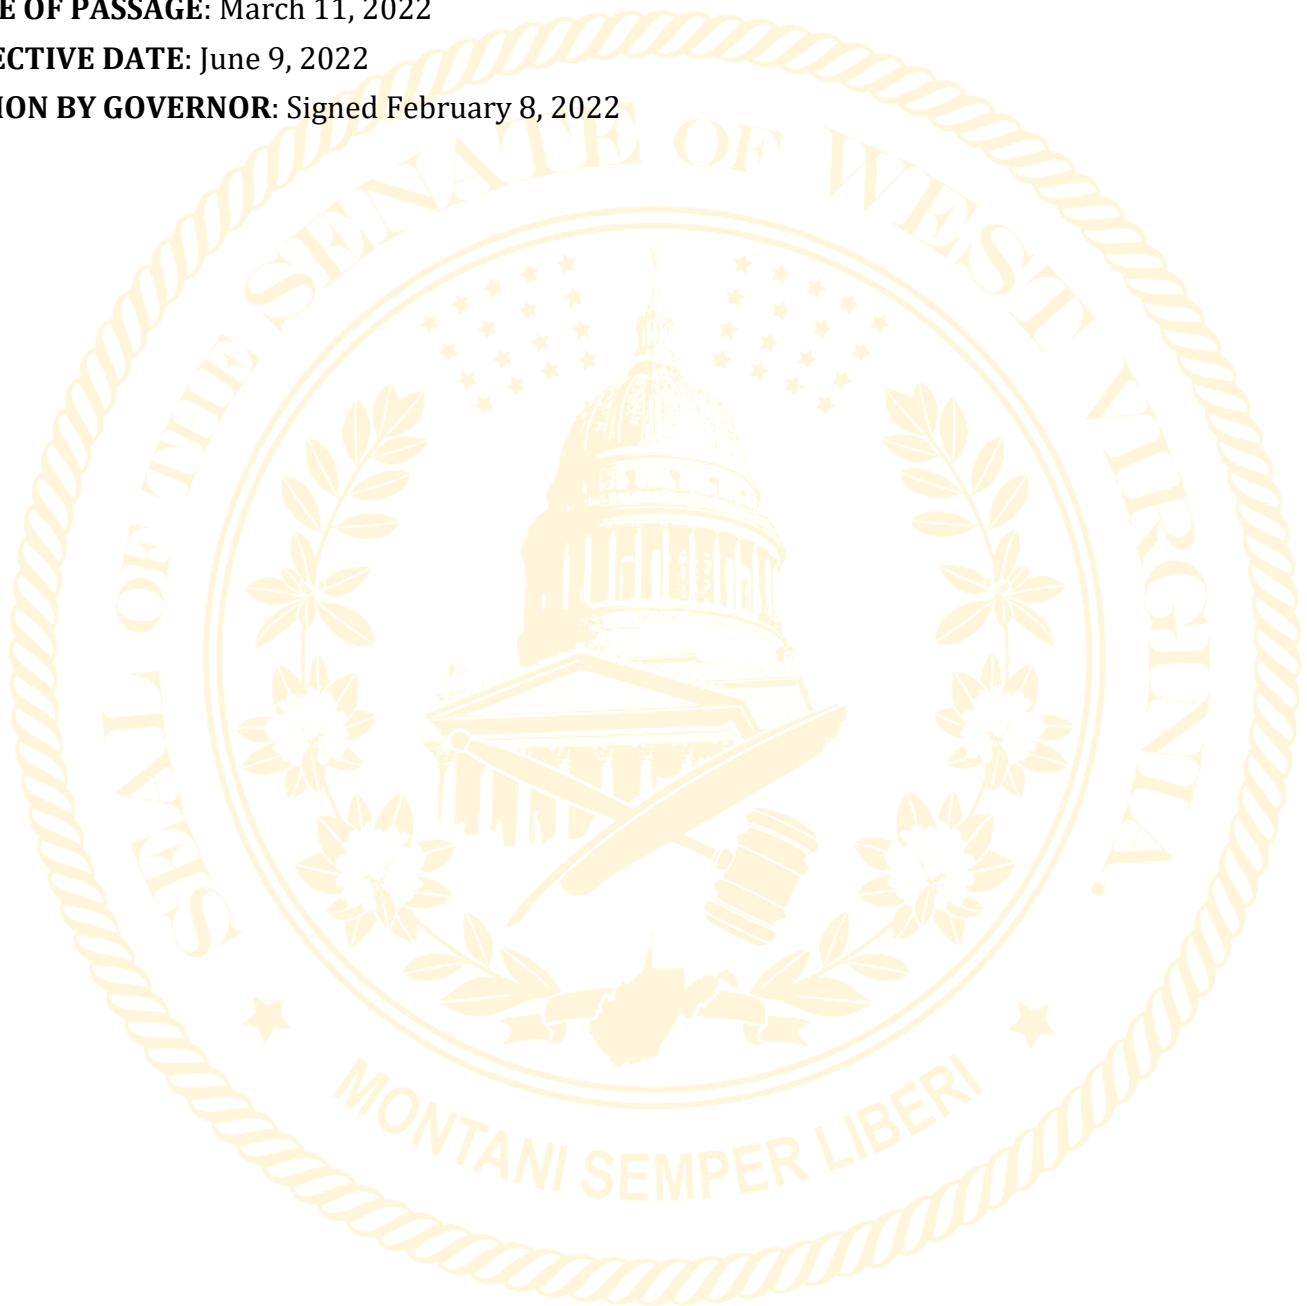 E OF PASSAGE: March 11, 2022
ECTIVE DATE: June 9, 2022
ION BY GOVERNOR: Signed February 8, 2022
SEAL OF THE SENATE OF WEST VIRGINIA.
MONTANI SEMPER LIBERI